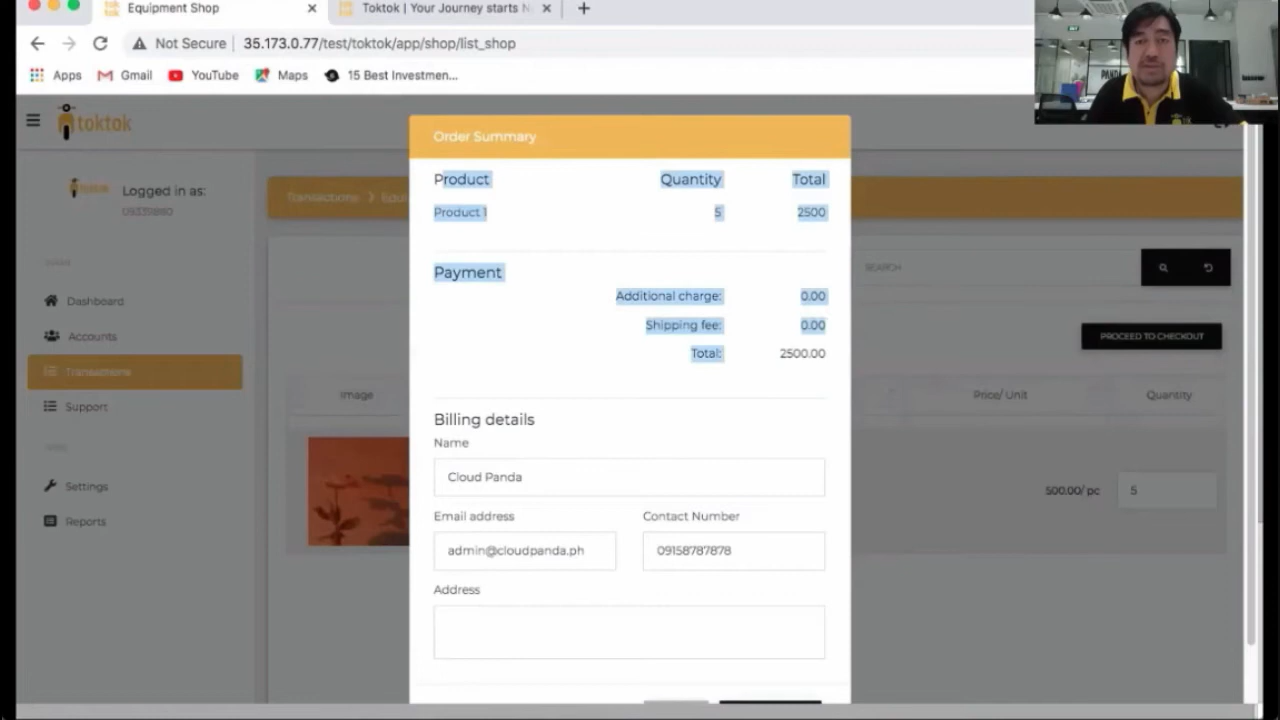 Equipment Shop
Toktok | Your Journey starts N
Not Secure
35.173.0.77/test/toktok/app/shop/list_shop
Apps
Gmail
YouTube
Maps
15 Best Investmen...
toktok
Order Summary
Logged in as:
Transactions
Product Quantity Total
Product 1 5 2500
SEARCH
Payment
Additional charge: 0.00
Shipping fee: 0.00
Total: 2500.00
PROCEED TO CHECKOUT
Dashboard
Accounts
Transactions
Support
Settings
Reports
Image
Price/ Unit
Quantity
500.00/ pc
5
Billing details
Name
Cloud Panda
Email address
Contact Number
admin@cloudpanda.ph
09158787878
Address